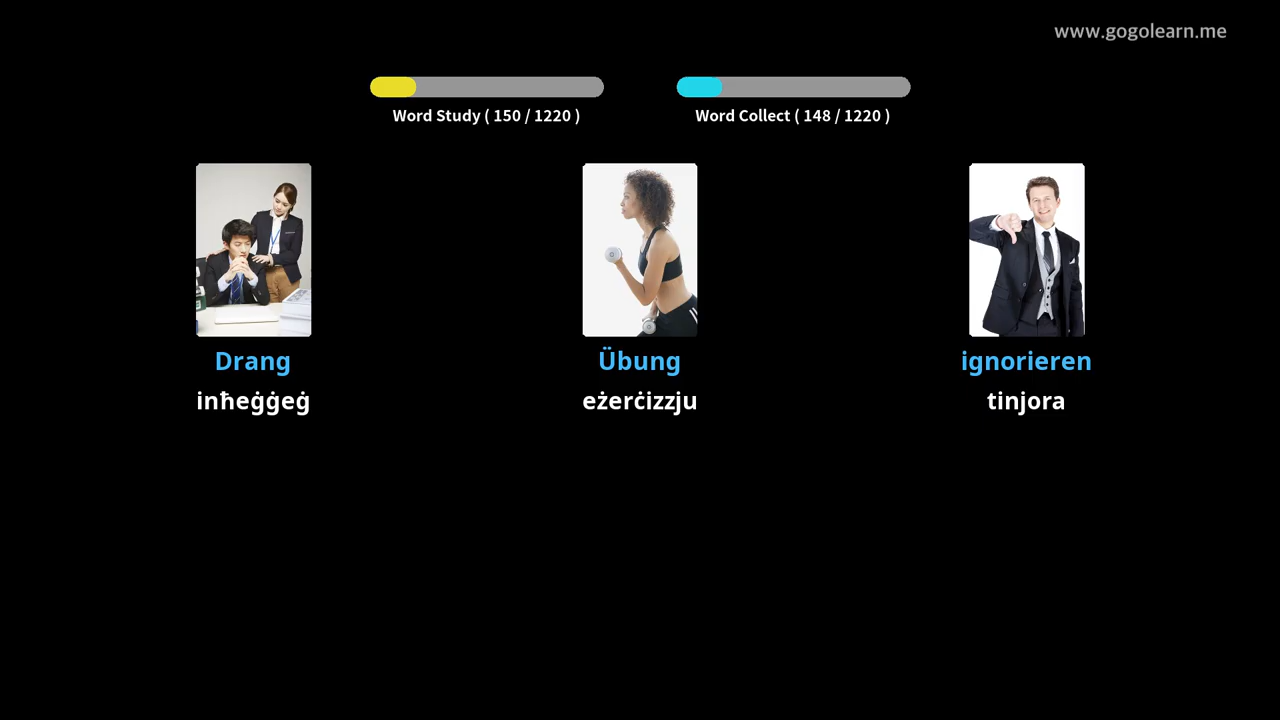 www.gogolearn.me
Word Study ( 150 / 1220 )
Word Collect ( 148 / 1220 )
Drang
inħeġġeġ
Übung
eżerċizzju
ignorieren
tinjora